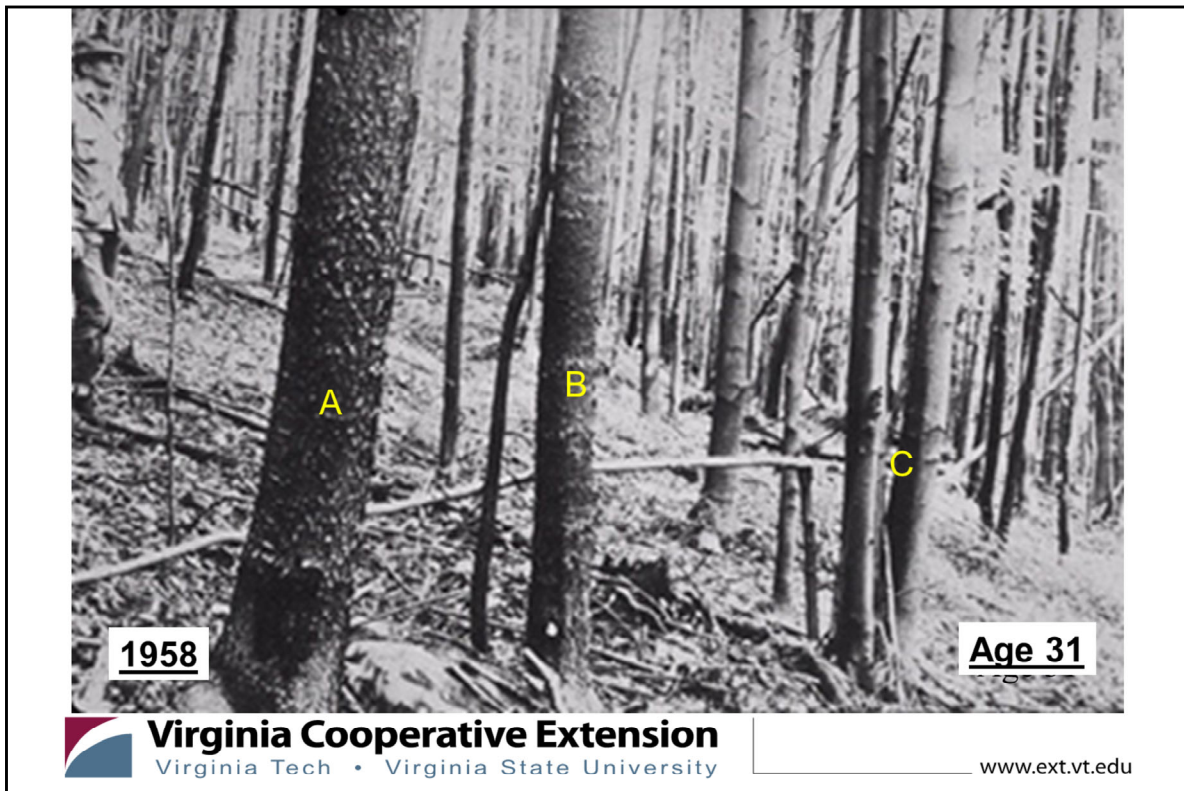 A
B
C
1958
Age 31
Virginia Cooperative Extension
Virginia Tech • Virginia State University
www.ext.vt.edu